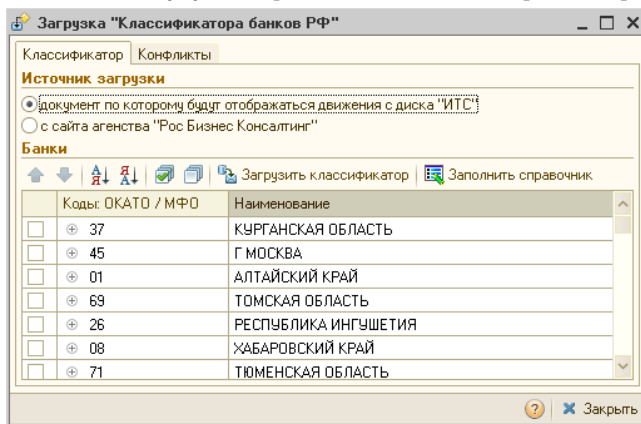 Загрузка "Классификатора банков РФ"
Классификатор Конфликты
Источник загрузки
документ по которому будут отображаться движения с диска "ИТС"
с сайта агенства "Рос Бизнес Консалтинг"
Банки
Загрузить классификатор Заполнить справочник
Коды: ОКАТО / МФО Наименование
37 КУРГАНСКАЯ ОБЛАСТЬ
45 Г МОСКВА
01 АЛТАЙСКИЙ КРАЙ
69 ТОМСКАЯ ОБЛАСТЬ
26 РЕСПУБЛИКА ИНГУШЕТИЯ
08 ХАБАРОВСКИЙ КРАЙ
71 ТЮМЕНСКАЯ ОБЛАСТЬ
Закрыть